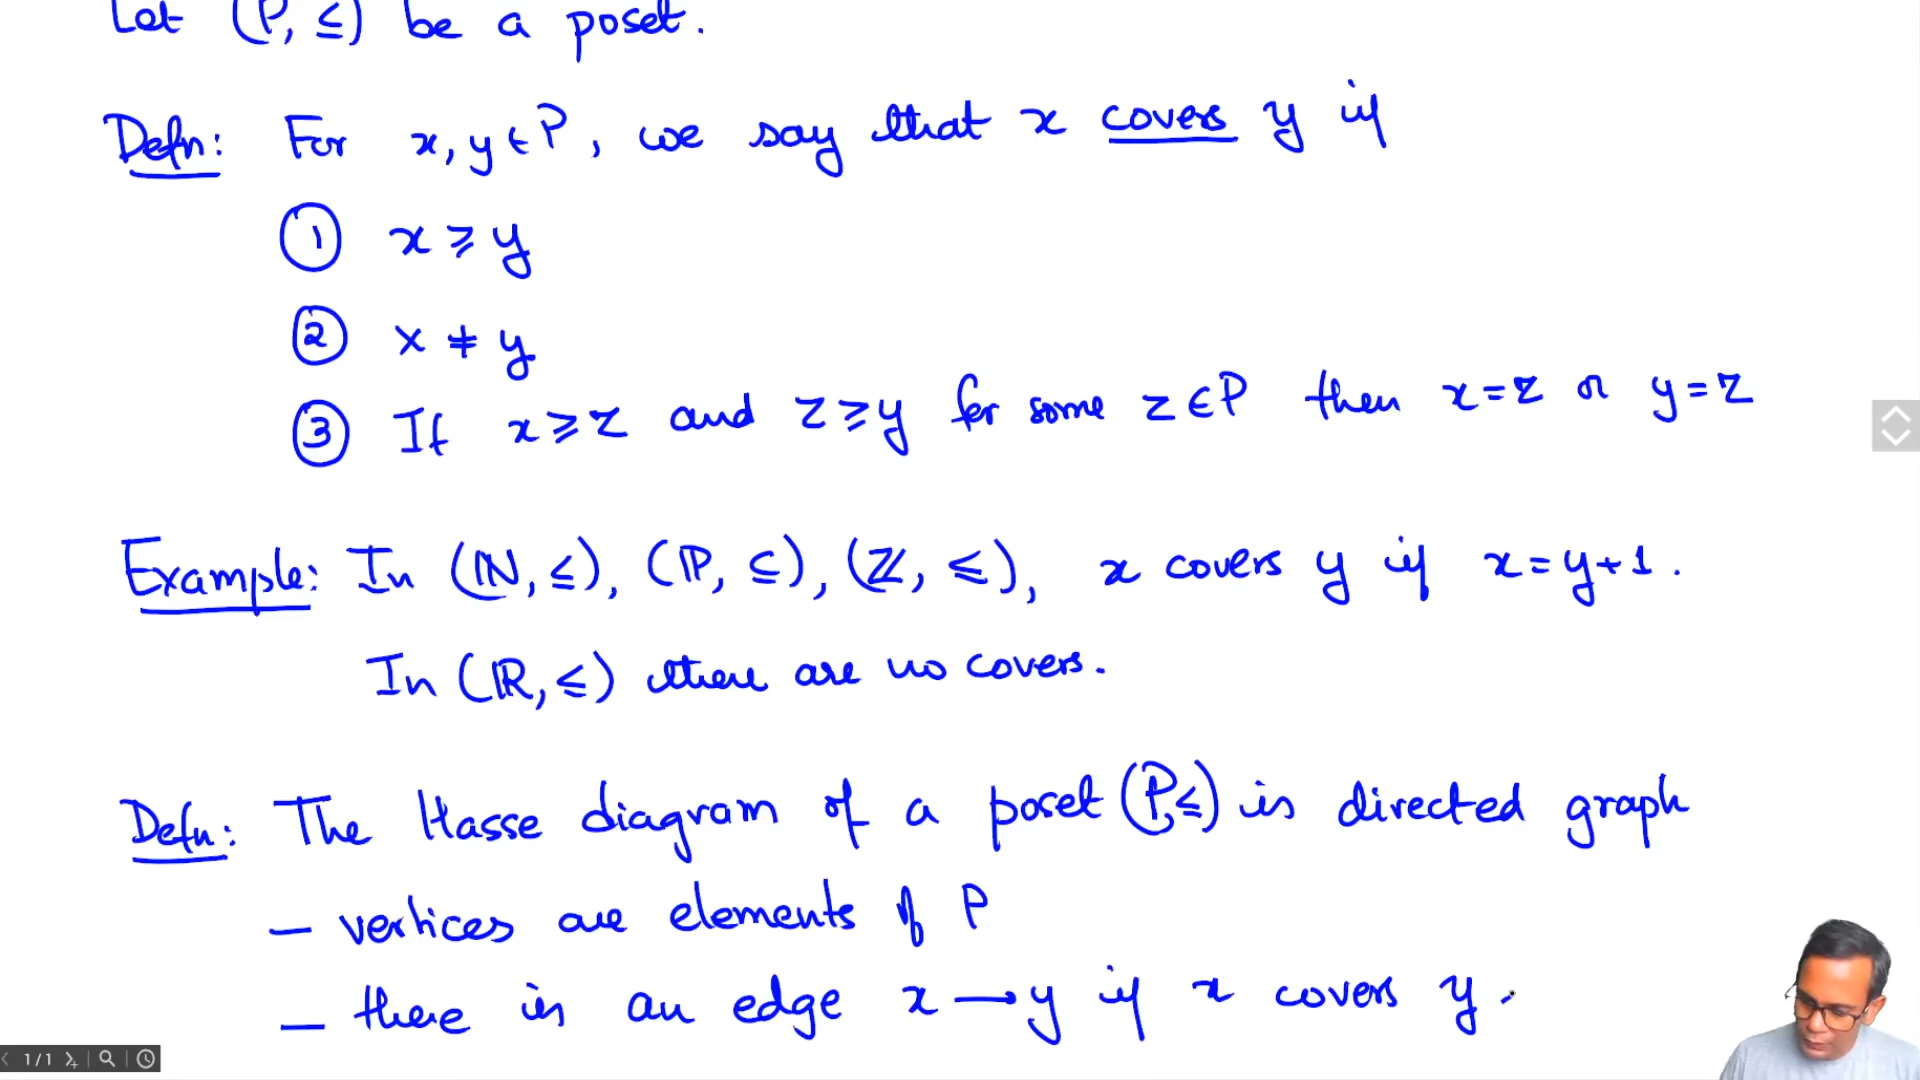 Let (P, ≤) be a poset.
Defn: For x, y ∈ P, we say that x covers y if
① x ⩾ y
② x ≠ y
③ If x ⩾ z and z ⩾ y for some z ∈ P then x = z or y = z
Example: In (ℕ, ≤), (ℙ, ≤), (ℤ, ⩽), x covers y if x = y + 1.
In (ℝ, ≤) there are no covers.
Defn: The Hasse diagram of a poset (P, ≤) is directed graph
– vertices are elements of P
– there is an edge x → y if x covers y.
1/1